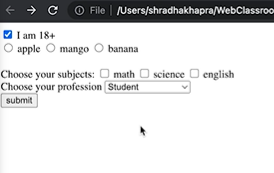 File /Users/shradhakhapra/WebClassroo
I am 18+
apple mango banana
Choose your subjects: math science english
Choose your profession Student
submit